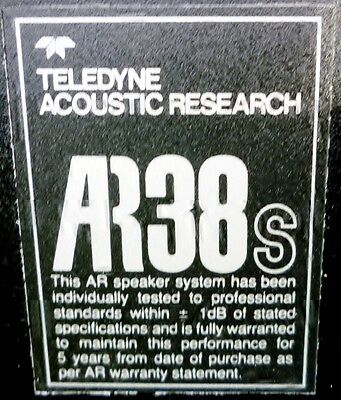 TELEDYNE
ACOUSTIC RESEARCH
AR38s
This AR speaker system has been
individually tested to professional
standards within ± 1dB of stated
specifications and is fully warranted
to maintain this performance for
5 years from date of purchase as
per AR warranty statement.